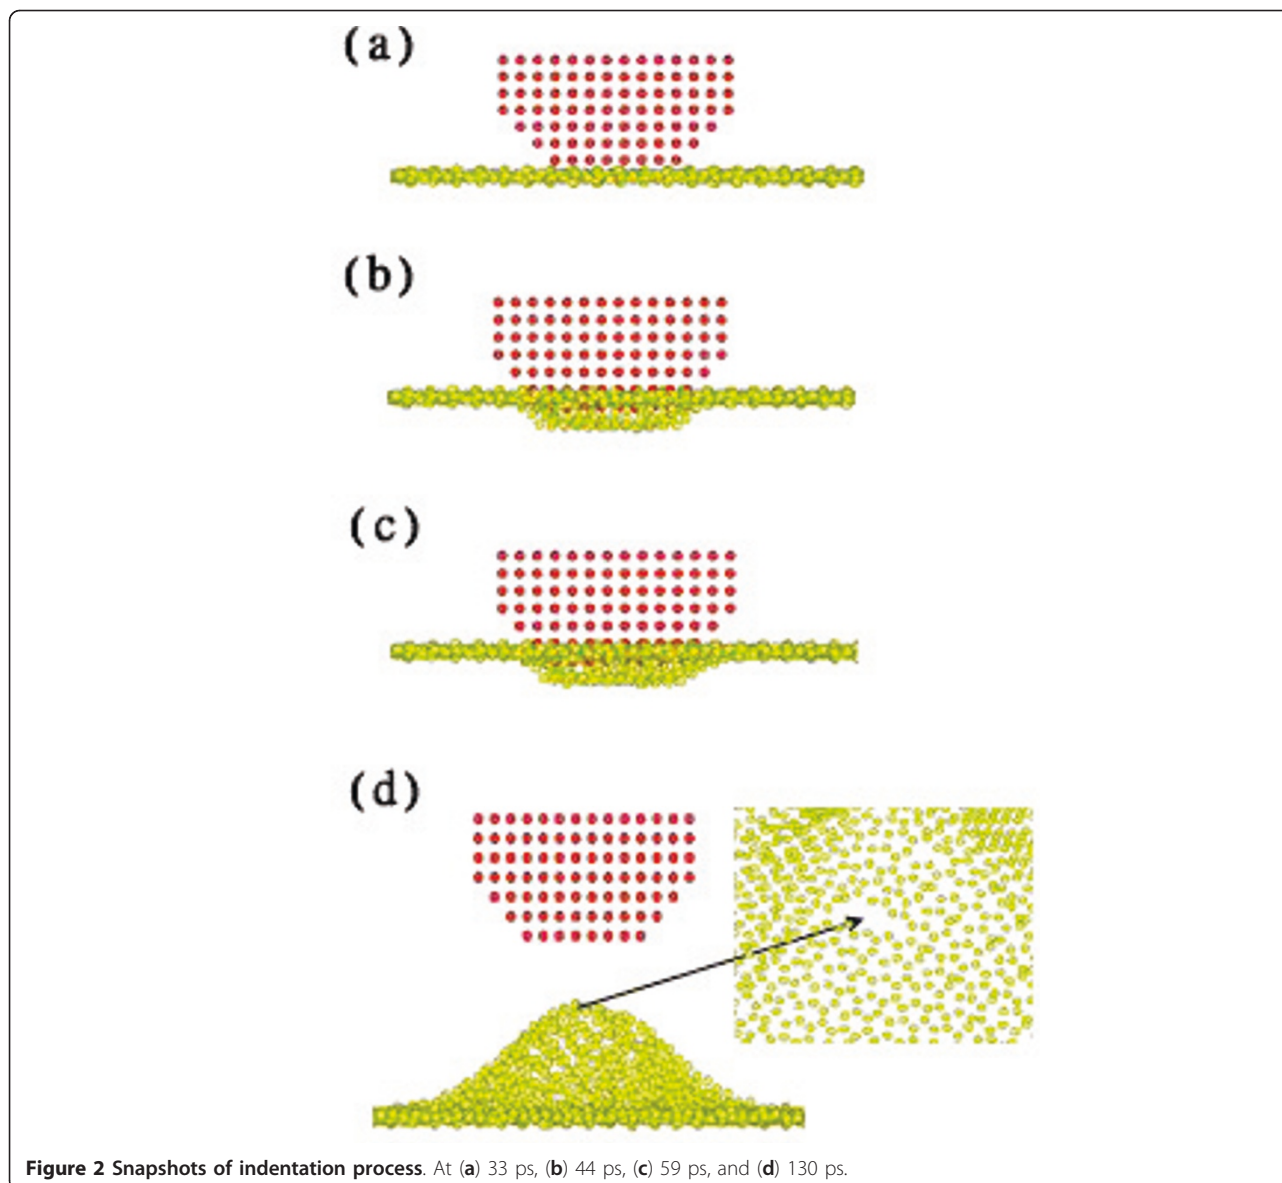 (a)
(b)
(c)
(d)
Figure 2 Snapshots of indentation process. At (a) 33 ps, (b) 44 ps, (c) 59 ps, and (d) 130 ps.